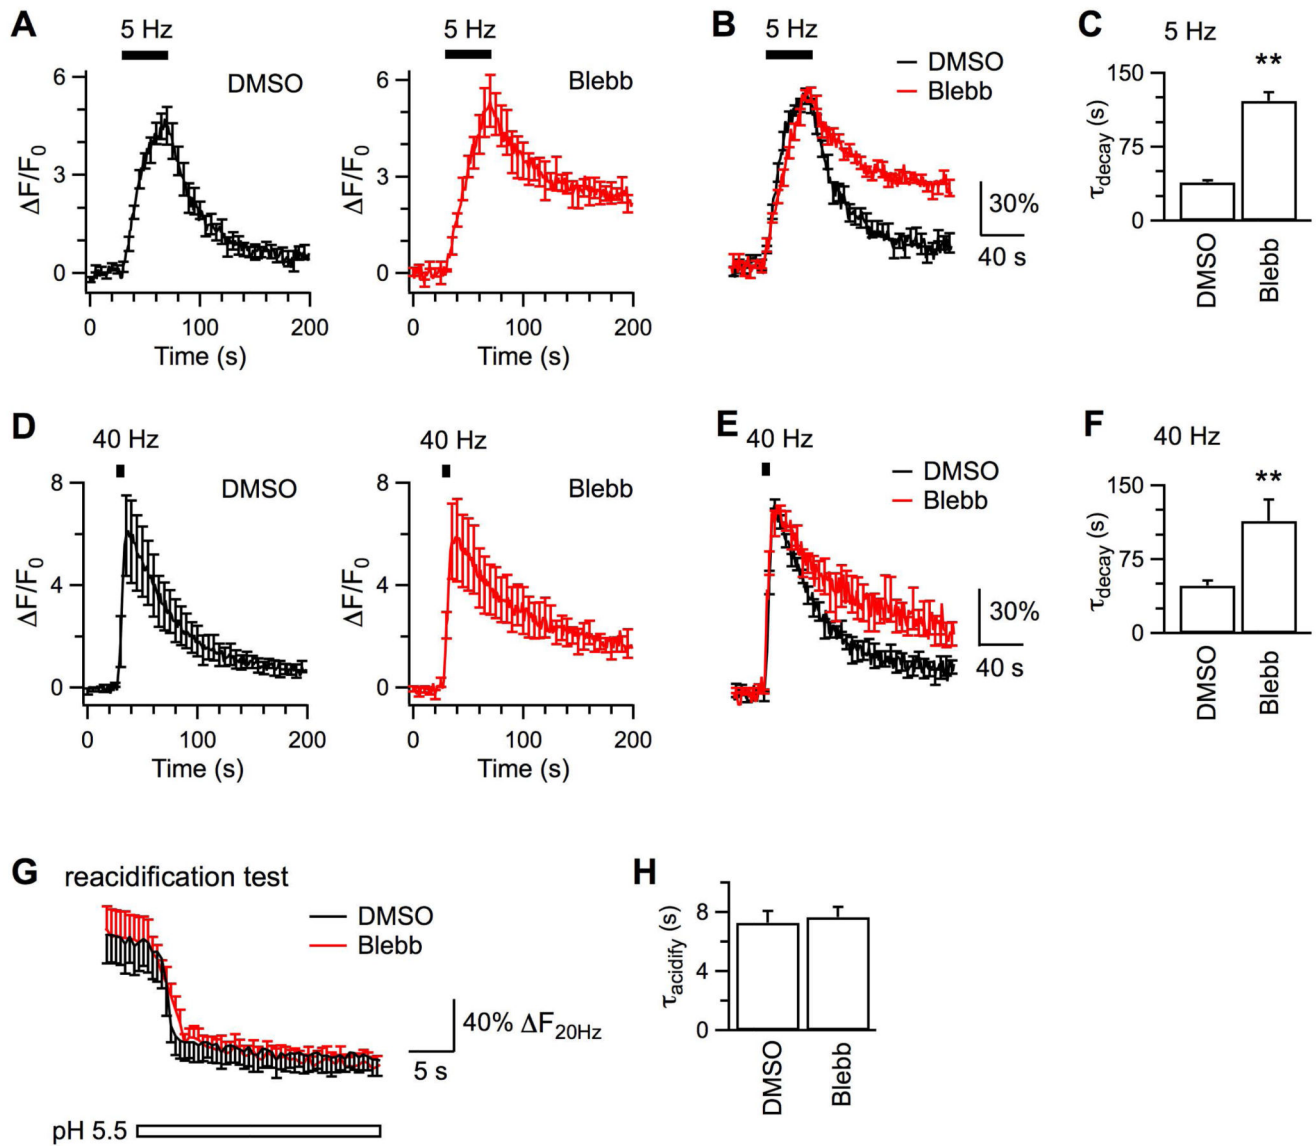 A
5 Hz
DMSO
6
3
0
ΔF/F0
0
100
200
Time (s)
5 Hz
Blebb
6
3
0
ΔF/F0
0
100
200
Time (s)
B
5 Hz
DMSO
Blebb
30%
40 s
C
5 Hz
**
150
75
0
τdecay (s)
DMSO
Blebb
D
40 Hz
DMSO
8
4
0
ΔF/F0
0
100
200
Time (s)
40 Hz
Blebb
8
4
0
ΔF/F0
0
100
200
Time (s)
E
40 Hz
DMSO
Blebb
30%
40 s
F
40 Hz
**
150
75
0
τdecay (s)
DMSO
Blebb
G
reacidification test
DMSO
Blebb
40% ΔF20Hz
5 s
pH 5.5
H
8
4
0
τacidify (s)
DMSO
Blebb